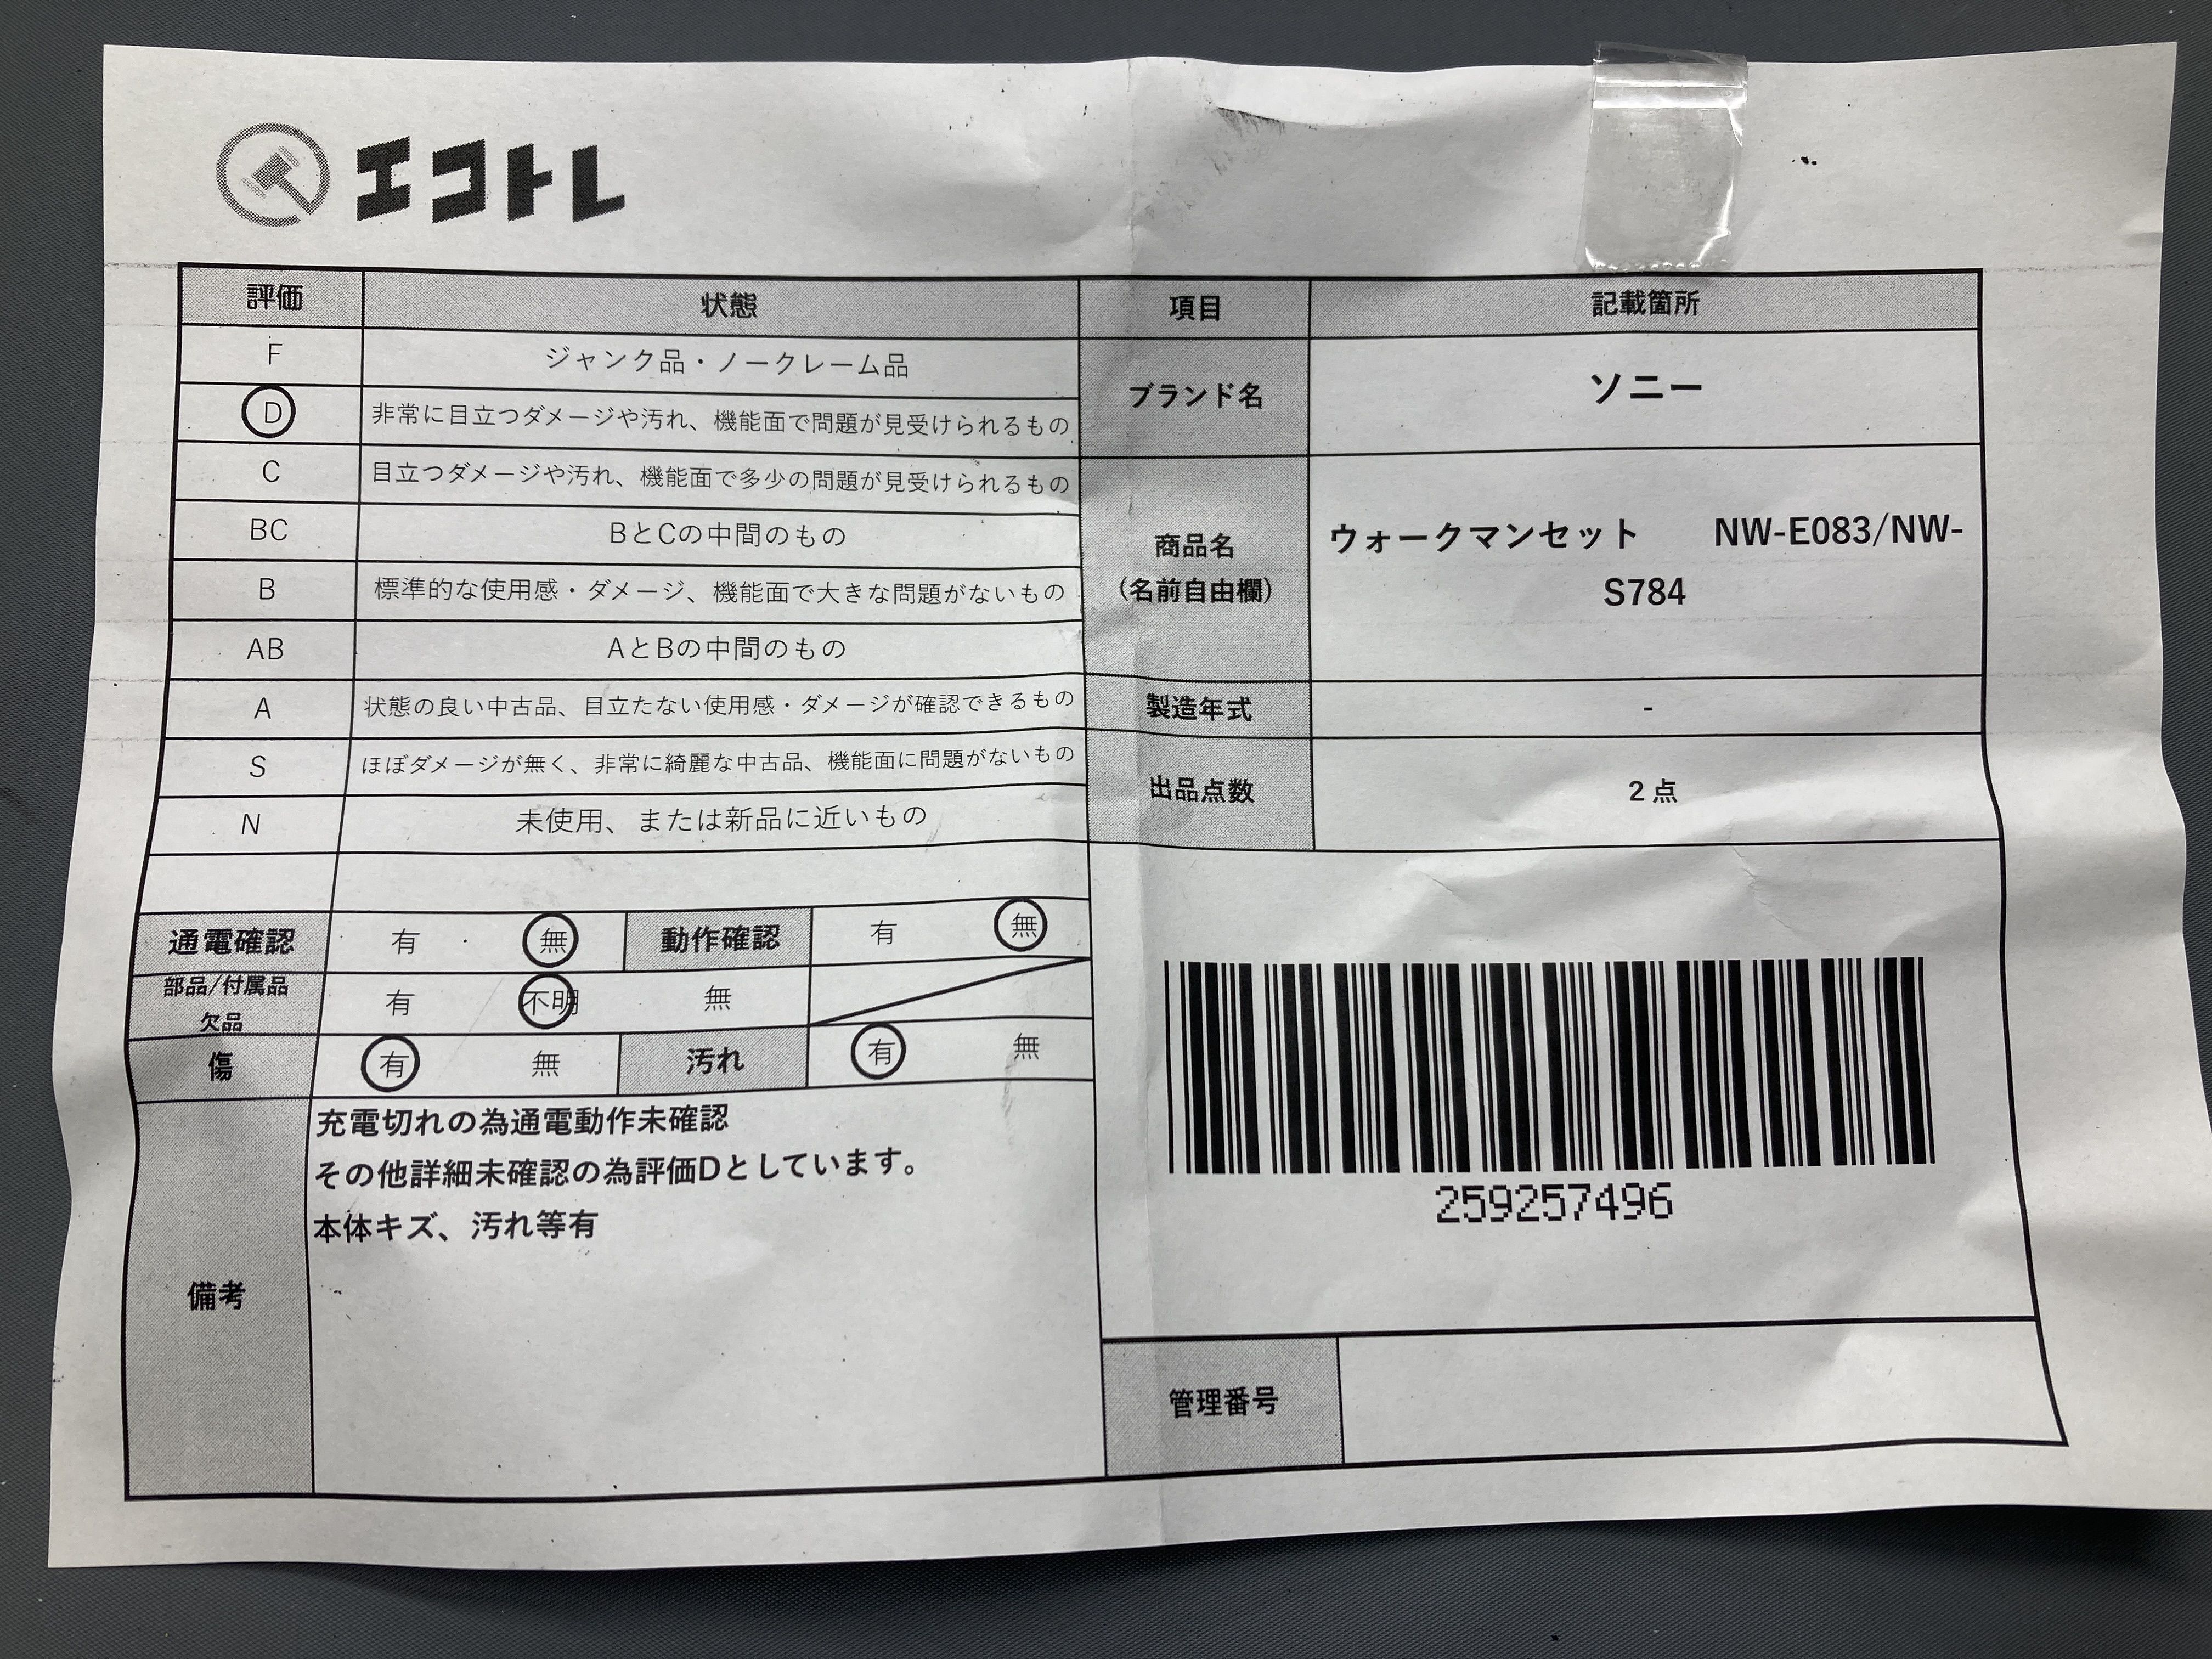 エコトレ
評価 状態
F ジャンク品・ノークレーム品
D 非常に目立つダメージや汚れ、機能面で問題が見受けられるもの
C 目立つダメージや汚れ、機能面で多少の問題が見受けられるもの
BC BとCの中間のもの
B 標準的な使用感・ダメージ、機能面で大きな問題がないもの
AB AとBの中間のもの
A 状態の良い中古品、目立たない使用感・ダメージが確認できるもの
S ほぼダメージが無く、非常に綺麗な中古品、機能面に問題がないもの
N 未使用、または新品に近いもの
通電確認 有 ・ 無 動作確認 有 無
部品/付属品
欠品 有 不明 無
傷 有 無 汚れ 有 無
備考
充電切れの為通電動作未確認
その他詳細未確認の為評価Dとしています。
本体キズ、汚れ等有
項目 記載箇所
ブランド名 ソニー
商品名
(名前自由欄)
ウォークマンセット NW-E083/NW-
S784
製造年式 -
出品点数 2点
259257496
管理番号